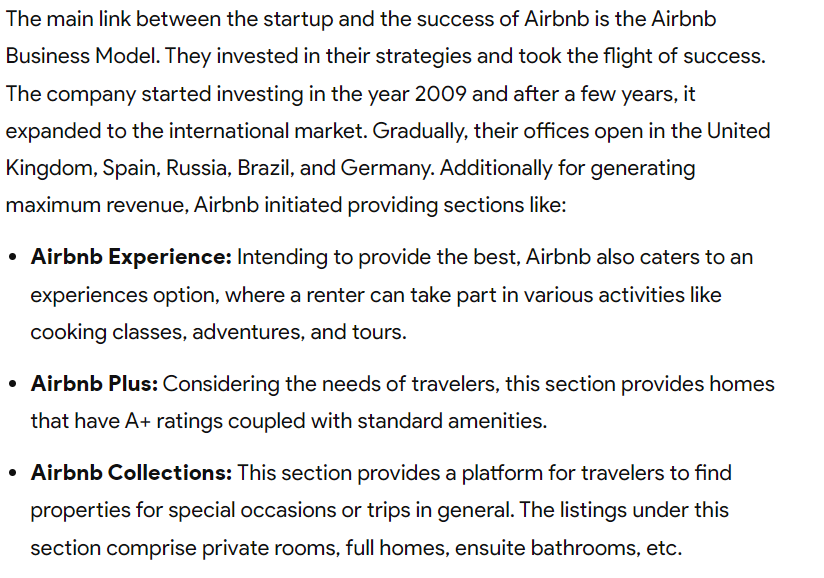 The main link between the startup and the success of Airbnb is the Airbnb
Business Model. They invested in their strategies and took the flight of success.
The company started investing in the year 2009 and after a few years, it
expanded to the international market. Gradually, their offices open in the United
Kingdom, Spain, Russia, Brazil, and Germany. Additionally for generating
maximum revenue, Airbnb initiated providing sections like:
• Airbnb Experience: Intending to provide the best, Airbnb also caters to an
experiences option, where a renter can take part in various activities like
cooking classes, adventures, and tours.
• Airbnb Plus: Considering the needs of travelers, this section provides homes
that have A+ ratings coupled with standard amenities.
• Airbnb Collections: This section provides a platform for travelers to find
properties for special occasions or trips in general. The listings under this
section comprise private rooms, full homes, ensuite bathrooms, etc.